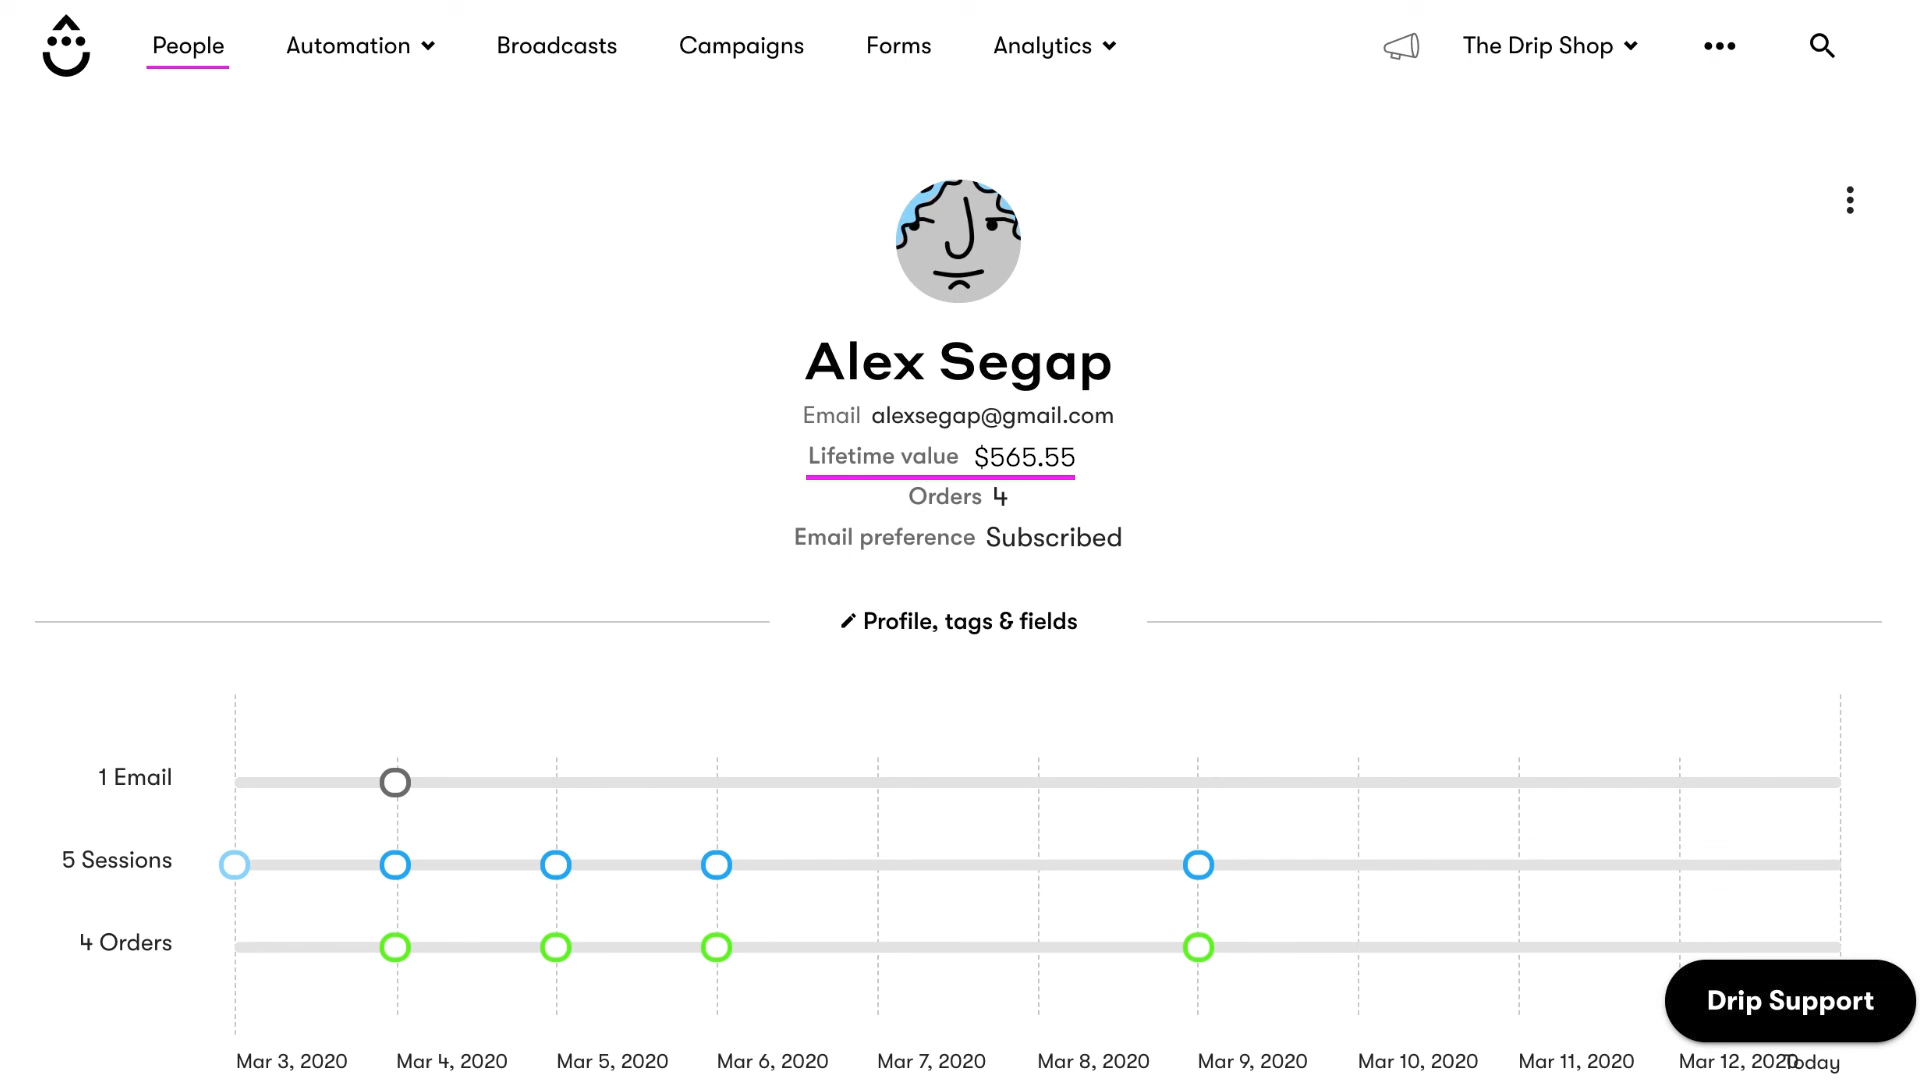 People Automation Broadcasts Campaigns Forms Analytics The Drip Shop
Alex Segap
Email alexsegap@gmail.com
Lifetime value $565.55
Orders 4
Email preference Subscribed
Profile, tags & fields
1 Email
5 Sessions
4 Orders
Drip Support
Mar 3, 2020 Mar 4, 2020 Mar 5, 2020 Mar 6, 2020 Mar 7, 2020 Mar 8, 2020 Mar 9, 2020 Mar 10, 2020 Mar 11, 2020 Mar 12, 2020 Today